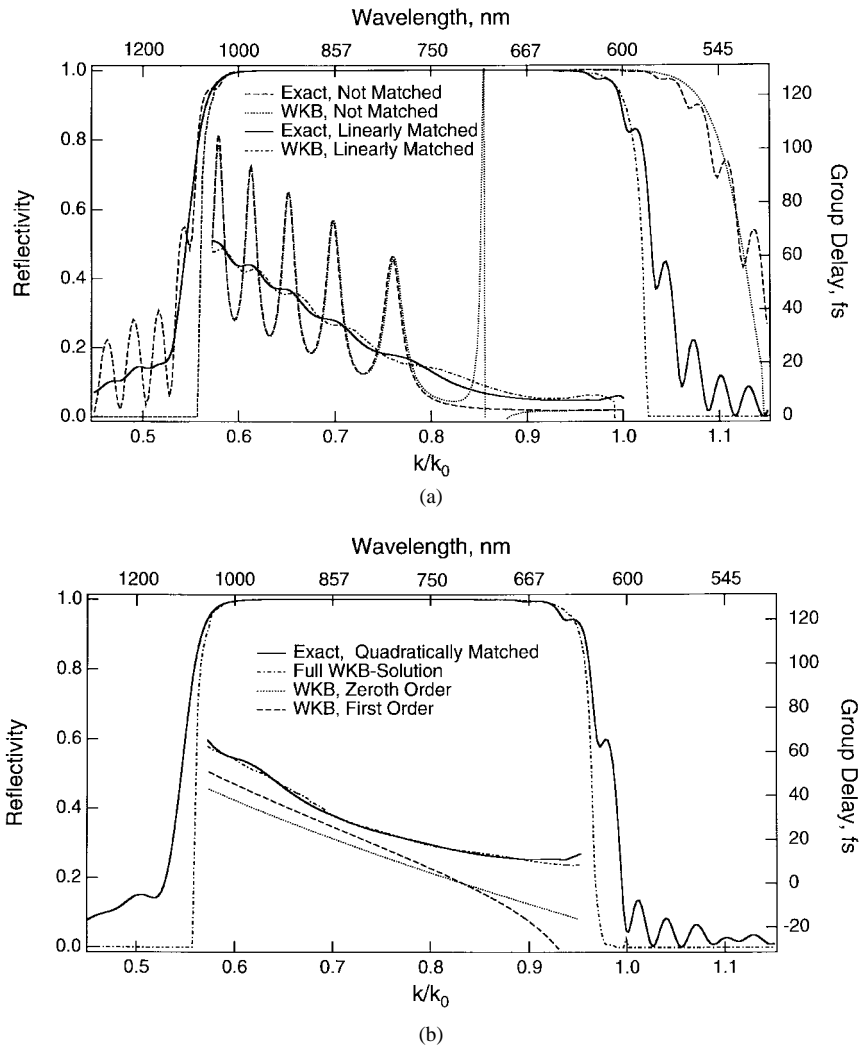 Wavelength, nm
1200 1000 857 750 667 600 545
1.0
0.8
0.6
0.4
0.2
0.0
Reflectivity
Exact, Not Matched
WKB, Not Matched
Exact, Linearly Matched
WKB, Linearly Matched
120
100
80
60
40
20
0
Group Delay, fs
0.5 0.6 0.7 0.8 0.9 1.0 1.1
k/k0
(a)
Wavelength, nm
1200 1000 857 750 667 600 545
1.0
0.8
0.6
0.4
0.2
0.0
Reflectivity
Exact, Quadratically Matched
Full WKB-Solution
WKB, Zeroth Order
WKB, First Order
120
100
80
60
40
20
0
-20
Group Delay, fs
0.5 0.6 0.7 0.8 0.9 1.0 1.1
k/k0
(b)